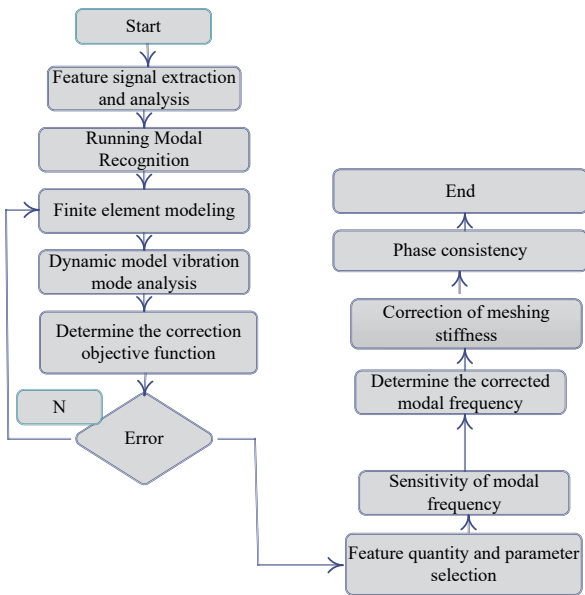 Start
Feature signal extraction
and analysis
Running Modal
Recognition
Finite element modeling
Dynamic model vibration
mode analysis
Determine the correction
objective function
N
Error
Feature quantity and parameter
selection
Sensitivity of modal
frequency
Determine the corrected
modal frequency
Correction of meshing
stiffness
Phase consistency
End